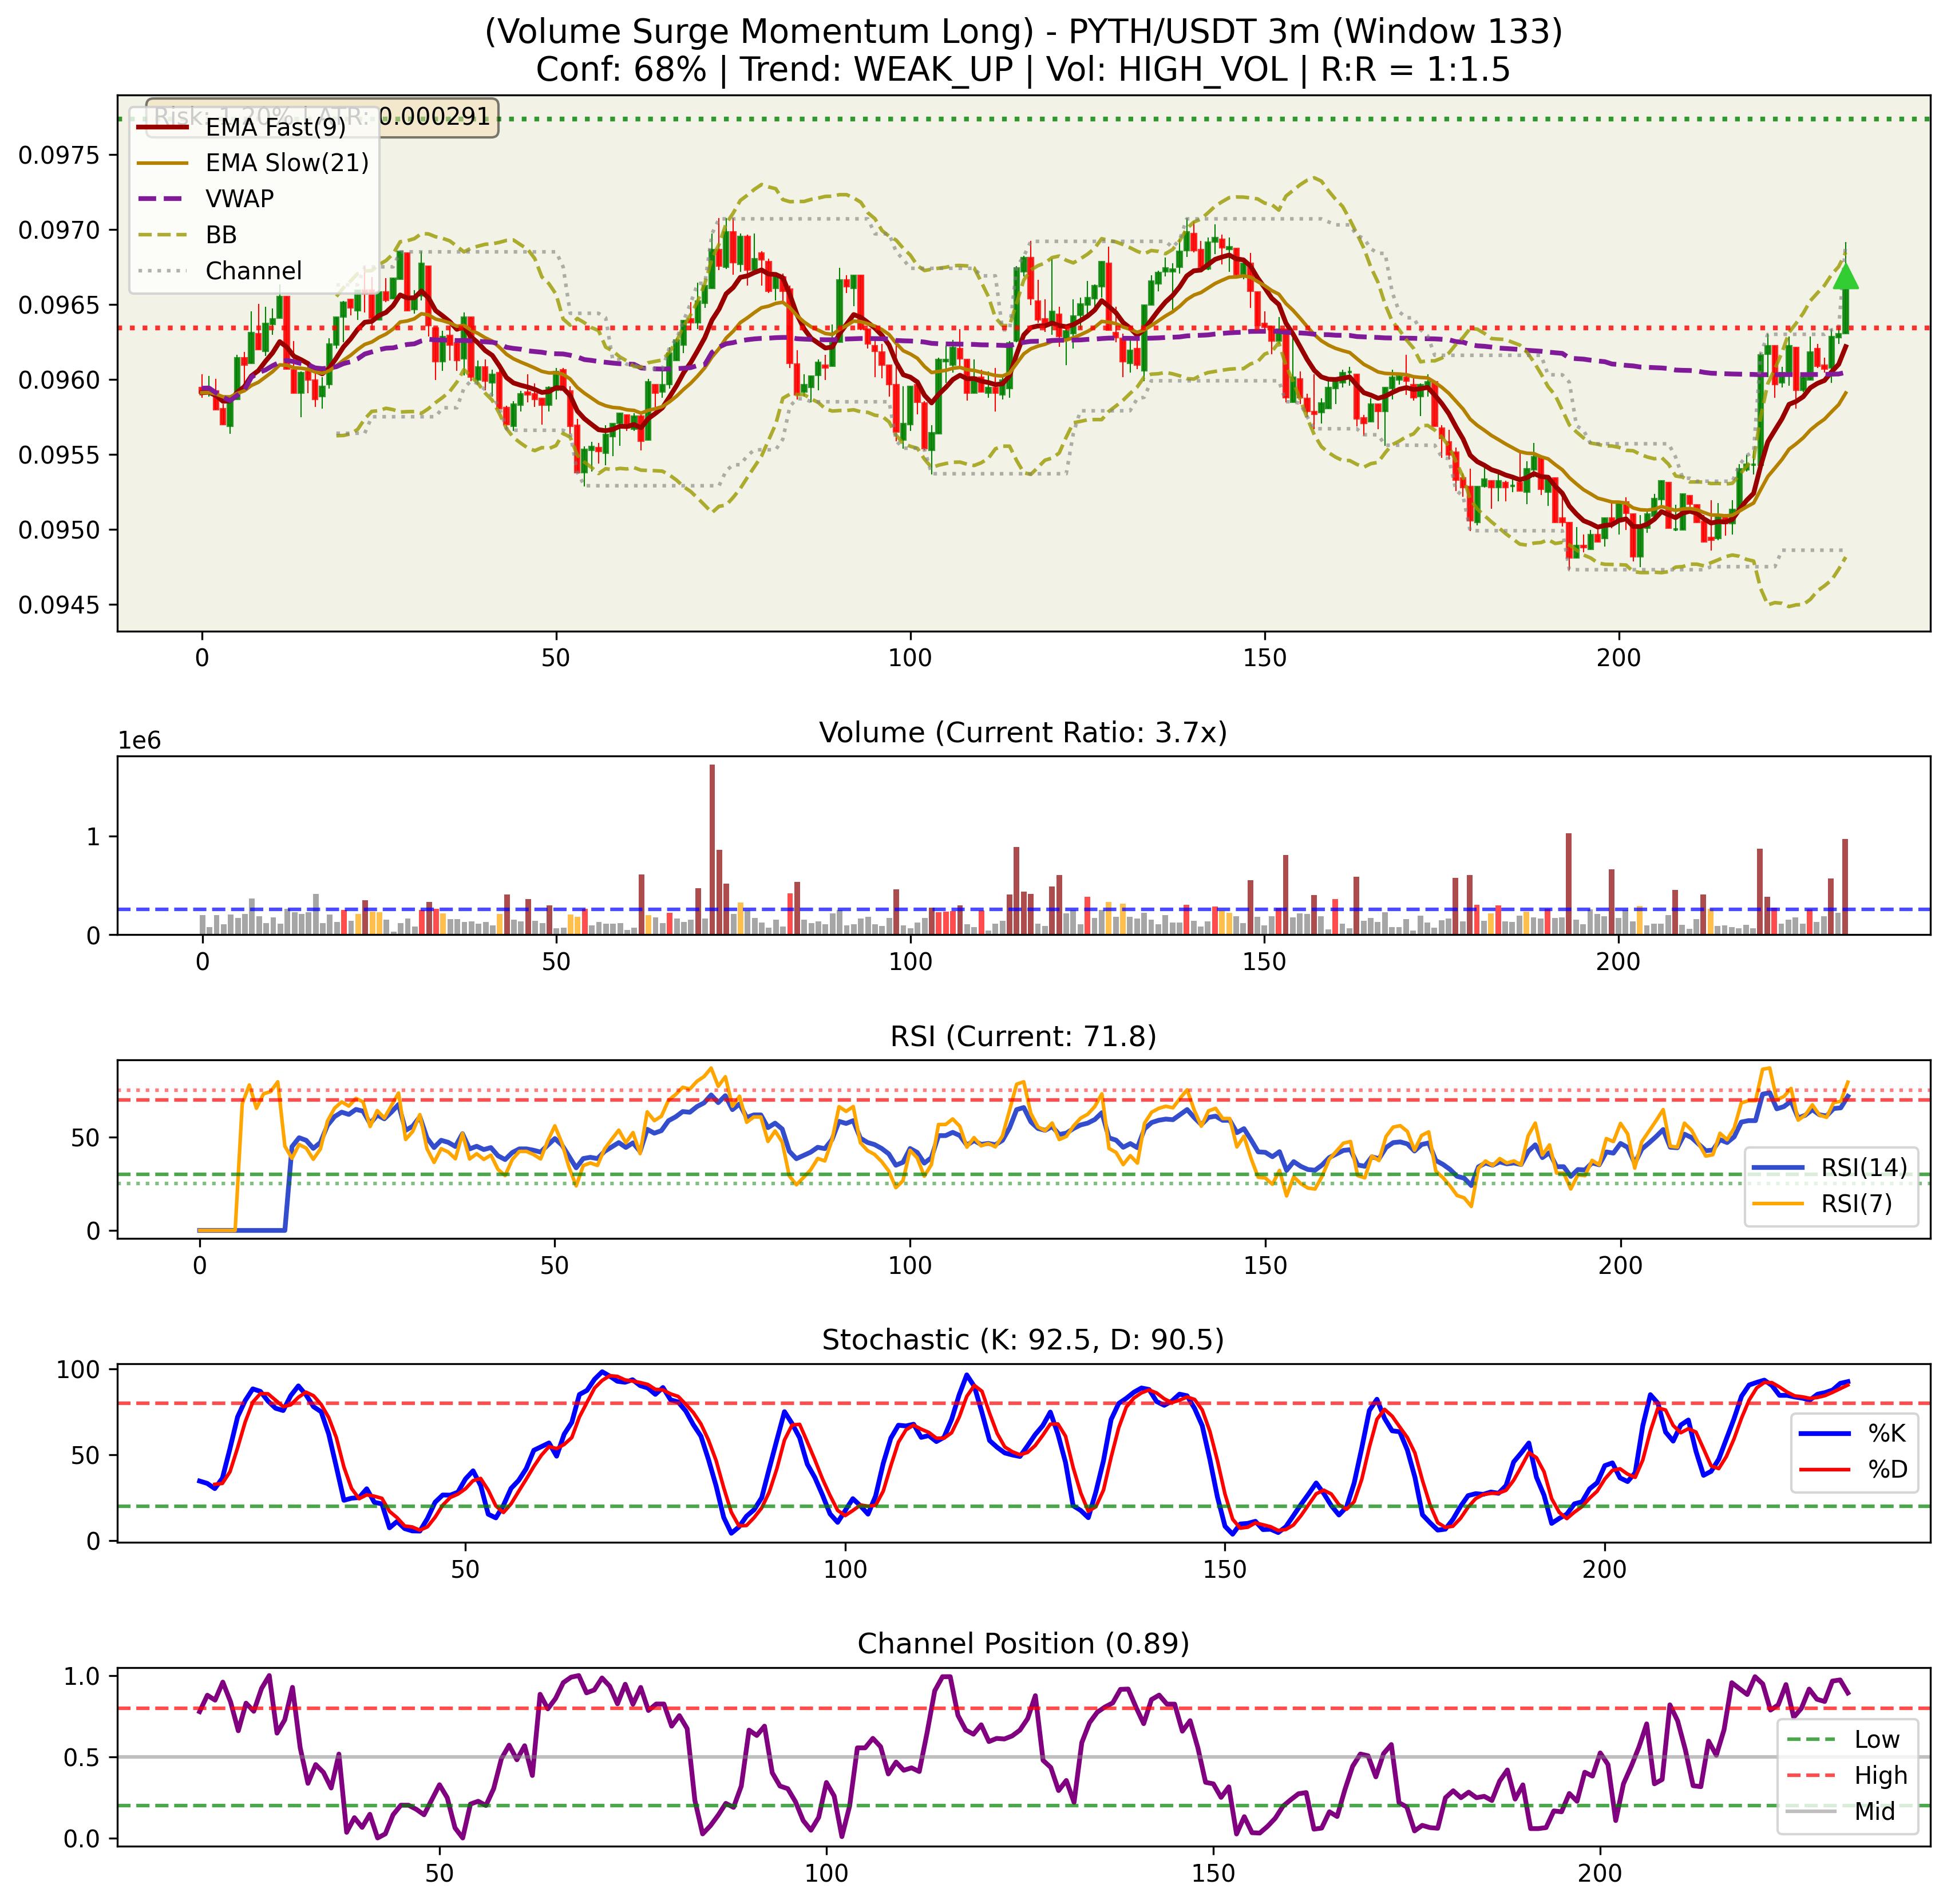 (Volume Surge Momentum Long) - PYTH/USDT 3m (Window 133)
Conf: 68% | Trend: WEAK_UP | Vol: HIGH_VOL | R:R = 1:1.5
Risk: 1.20% | ATR: 0.000291
EMA Fast(9)
EMA Slow(21)
VWAP
BB
Channel
0.0975
0.0970
0.0965
0.0960
0.0955
0.0950
0.0945
0 50 100 150 200
Volume (Current Ratio: 3.7x)
1e6
1
0
0 50 100 150 200
RSI (Current: 71.8)
50
0
RSI(14)
RSI(7)
0 50 100 150 200
Stochastic (K: 92.5, D: 90.5)
100
50
0
%K
%D
50 100 150 200
Channel Position (0.89)
1.0
0.5
0.0
Low
High
Mid
50 100 150 200